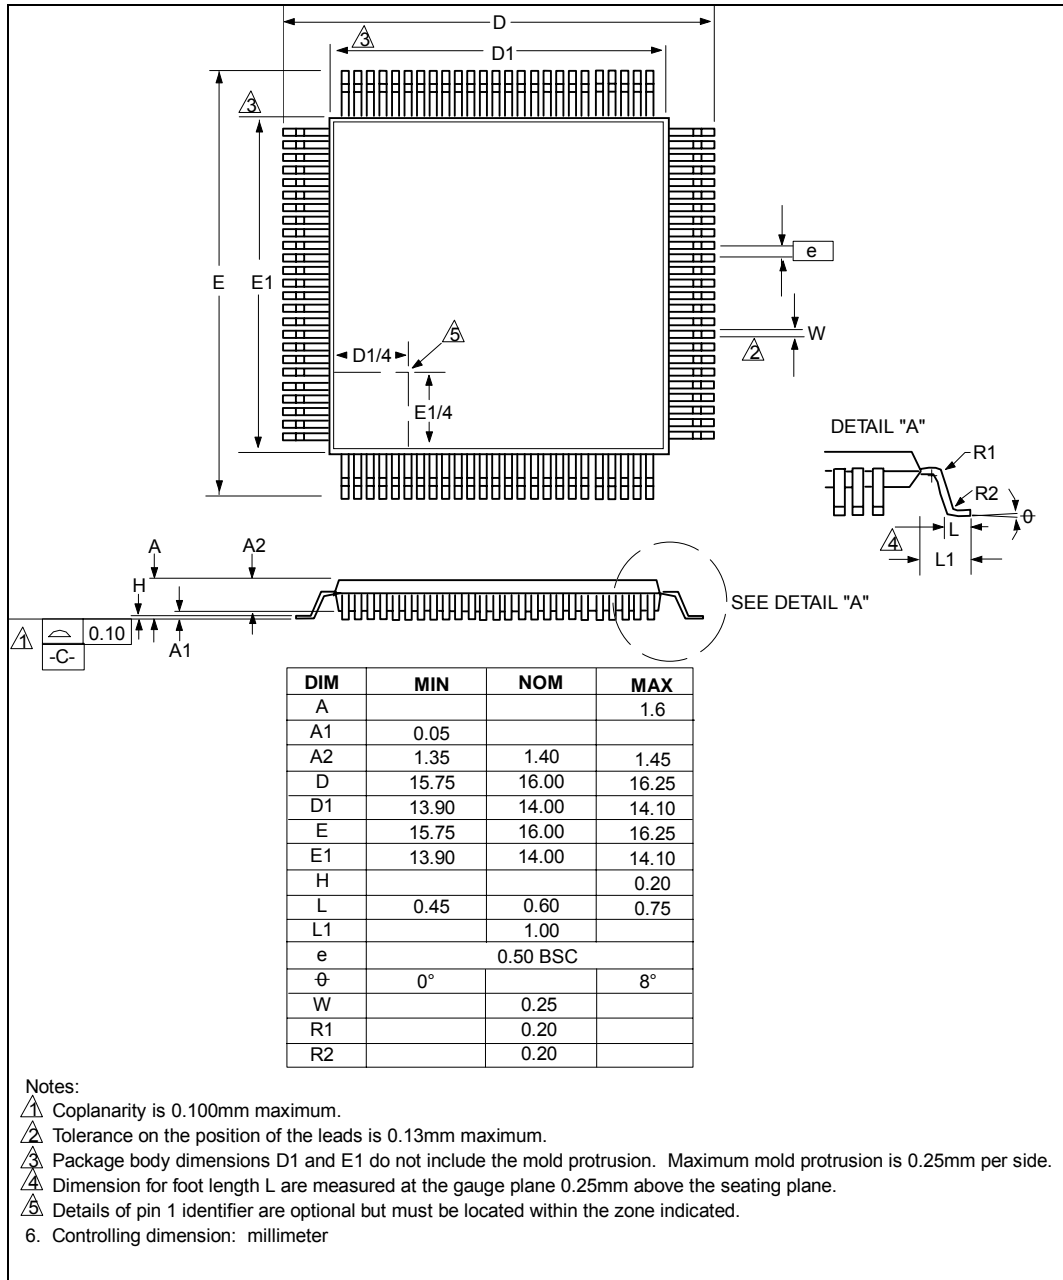 D
3
D1
3
E
E1
e
W
2
5
D1/4
E1/4
DETAIL "A"
R1
R2
θ
L
4
L1
A
A2
H
A1
SEE DETAIL "A"
1
0.10
-C-
DIM MIN NOM MAX
A 1.6
A1 0.05
A2 1.35 1.40 1.45
D 15.75 16.00 16.25
D1 13.90 14.00 14.10
E 15.75 16.00 16.25
E1 13.90 14.00 14.10
H 0.20
L 0.45 0.60 0.75
L1 1.00
e 0.50 BSC
θ 0° 8°
W 0.25
R1 0.20
R2 0.20
Notes:
1 Coplanarity is 0.100mm maximum.
2 Tolerance on the position of the leads is 0.13mm maximum.
3 Package body dimensions D1 and E1 do not include the mold protrusion. Maximum mold protrusion is 0.25mm per side.
4 Dimension for foot length L are measured at the gauge plane 0.25mm above the seating plane.
5 Details of pin 1 identifier are optional but must be located within the zone indicated.
6. Controlling dimension: millimeter